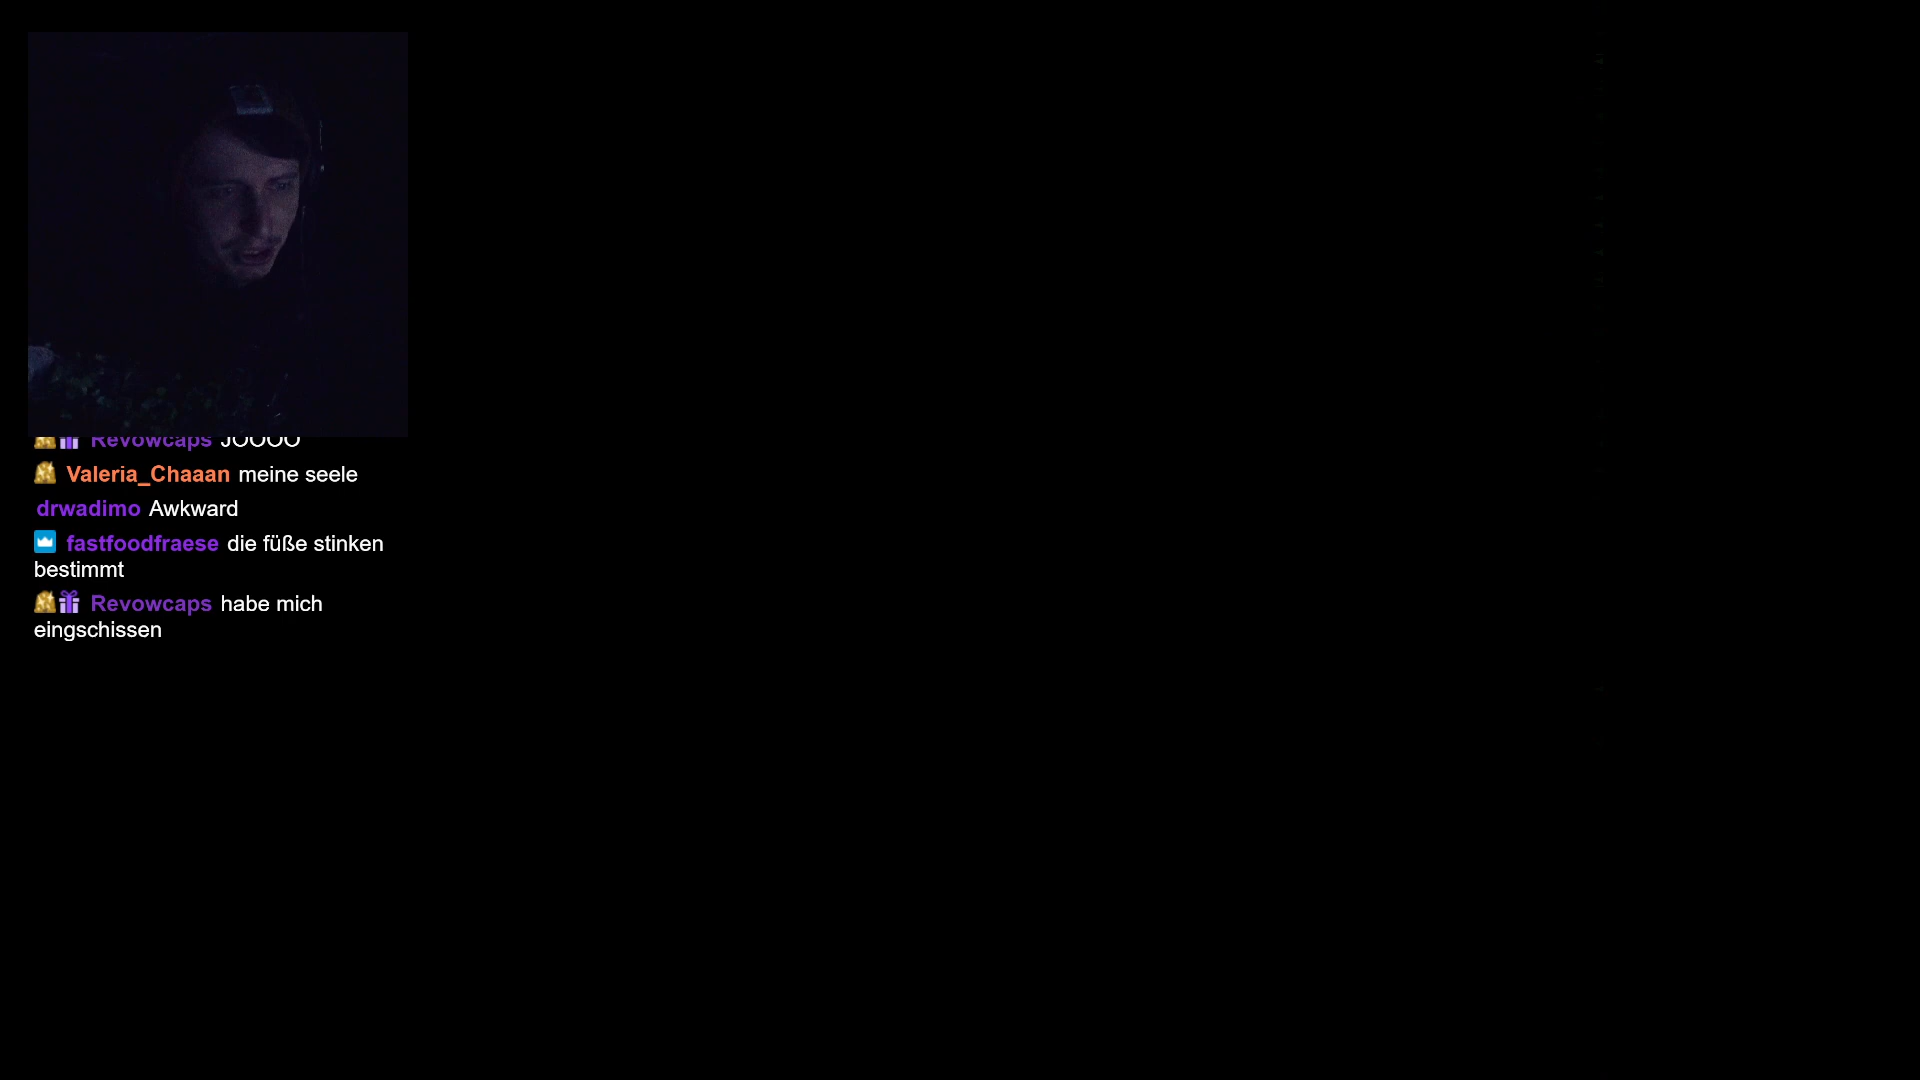 Revowcaps JOOOO
Valeria_Chaaan meine seele
drwadimo Awkward
fastfoodfraese die füße stinken
bestimmt
Revowcaps habe mich
eingschissen